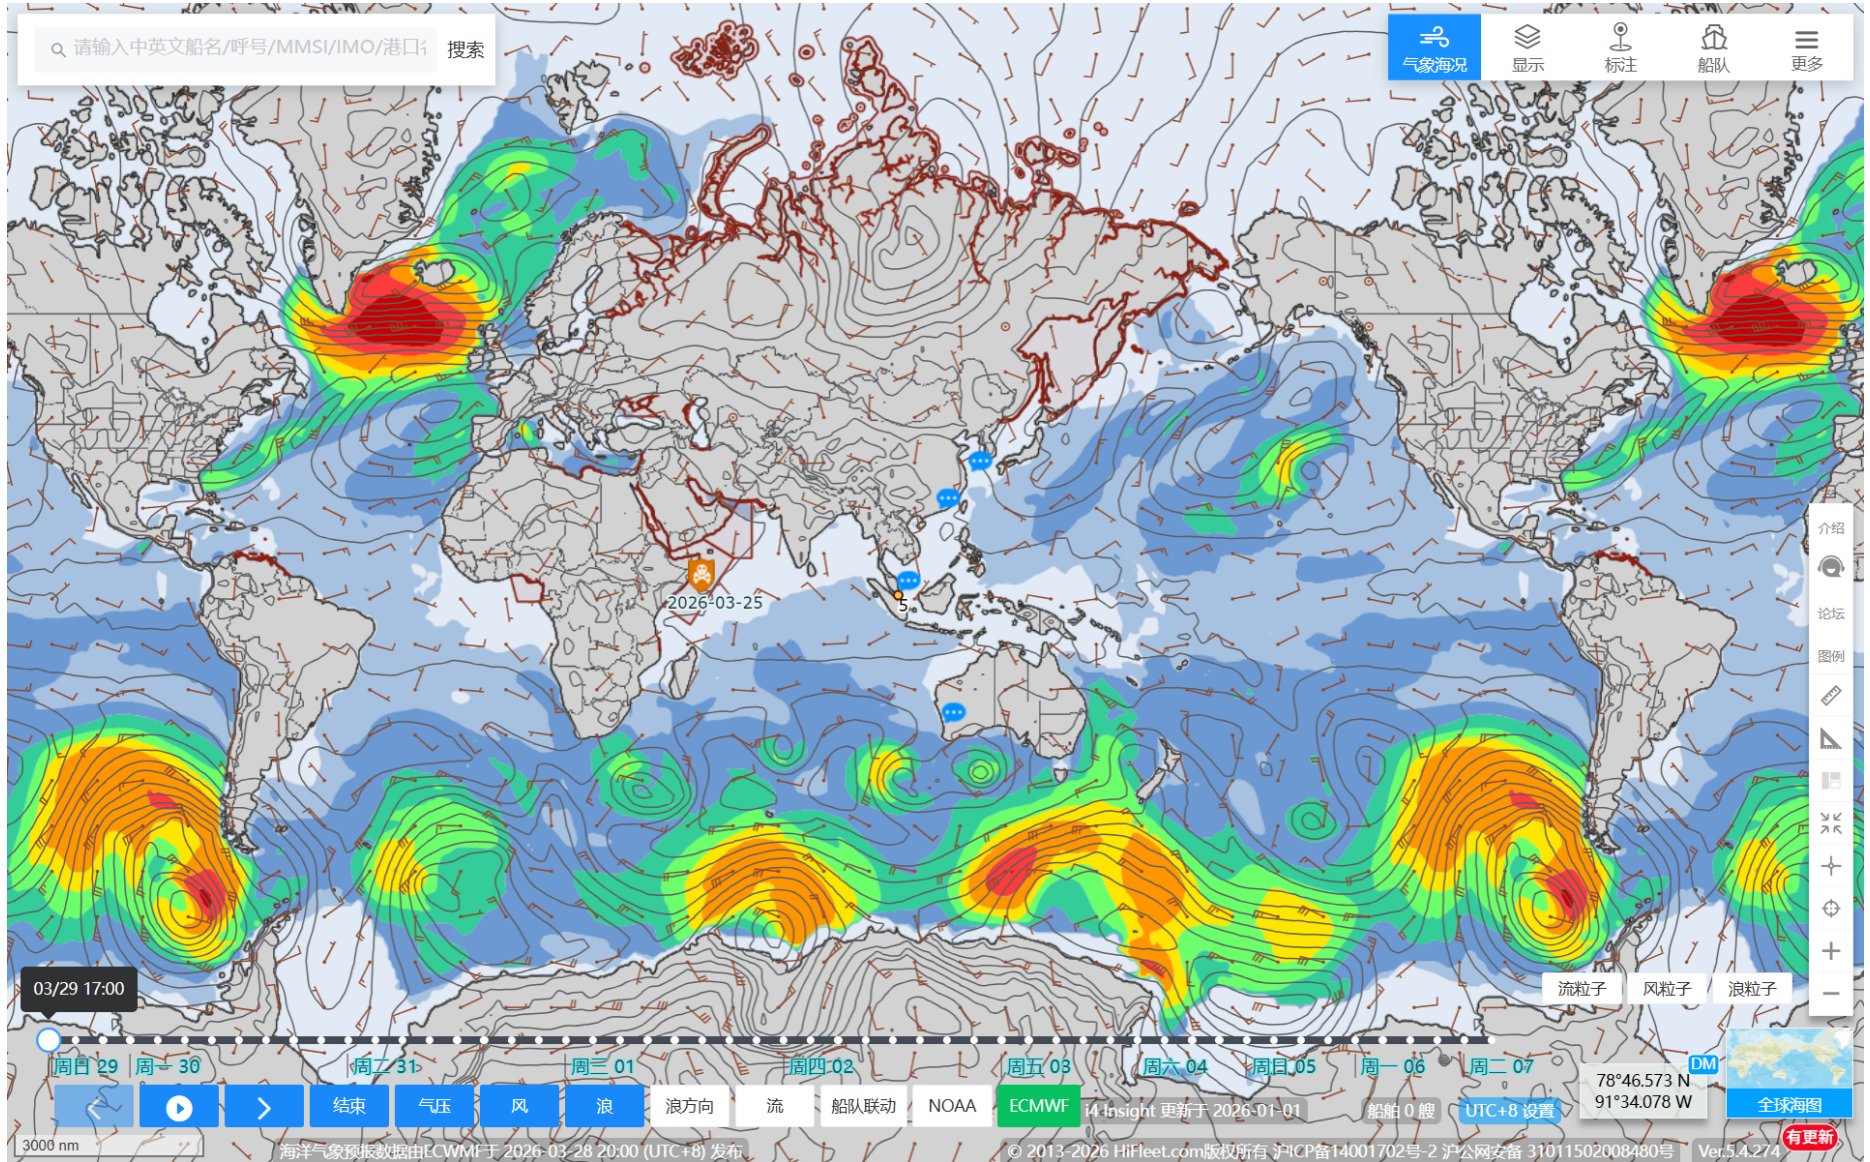 请输入中英文船名/呼号/MMSI/IMO/港口
搜索
气象海况
显示
标注
船队
更多
介绍
论坛
图例
2026-03-25
5
流粒子
风粒子
浪粒子
03/29 17:00
周日 29
周一 30
周二 31
周三 01
周四 02
周五 03
周六 04
周日 05
周一 06
周二 07
结束
气压
风
浪
浪方向
流
船队联动
NOAA
ECMWF
i4 Insight 更新于 2026-01-01
船舶 0 艘
UTC+8 设置
DM
78°46.573 N
91°34.078 W
全球海图
有更新
3000 nm
海洋气象预报数据由ECWMF于 2026-03-28 20:00 (UTC+8) 发布
© 2013-2026 HiFleet.com版权所有 沪ICP备14001702号-2 沪公网安备 31011502008480号
Ver.5.4.274